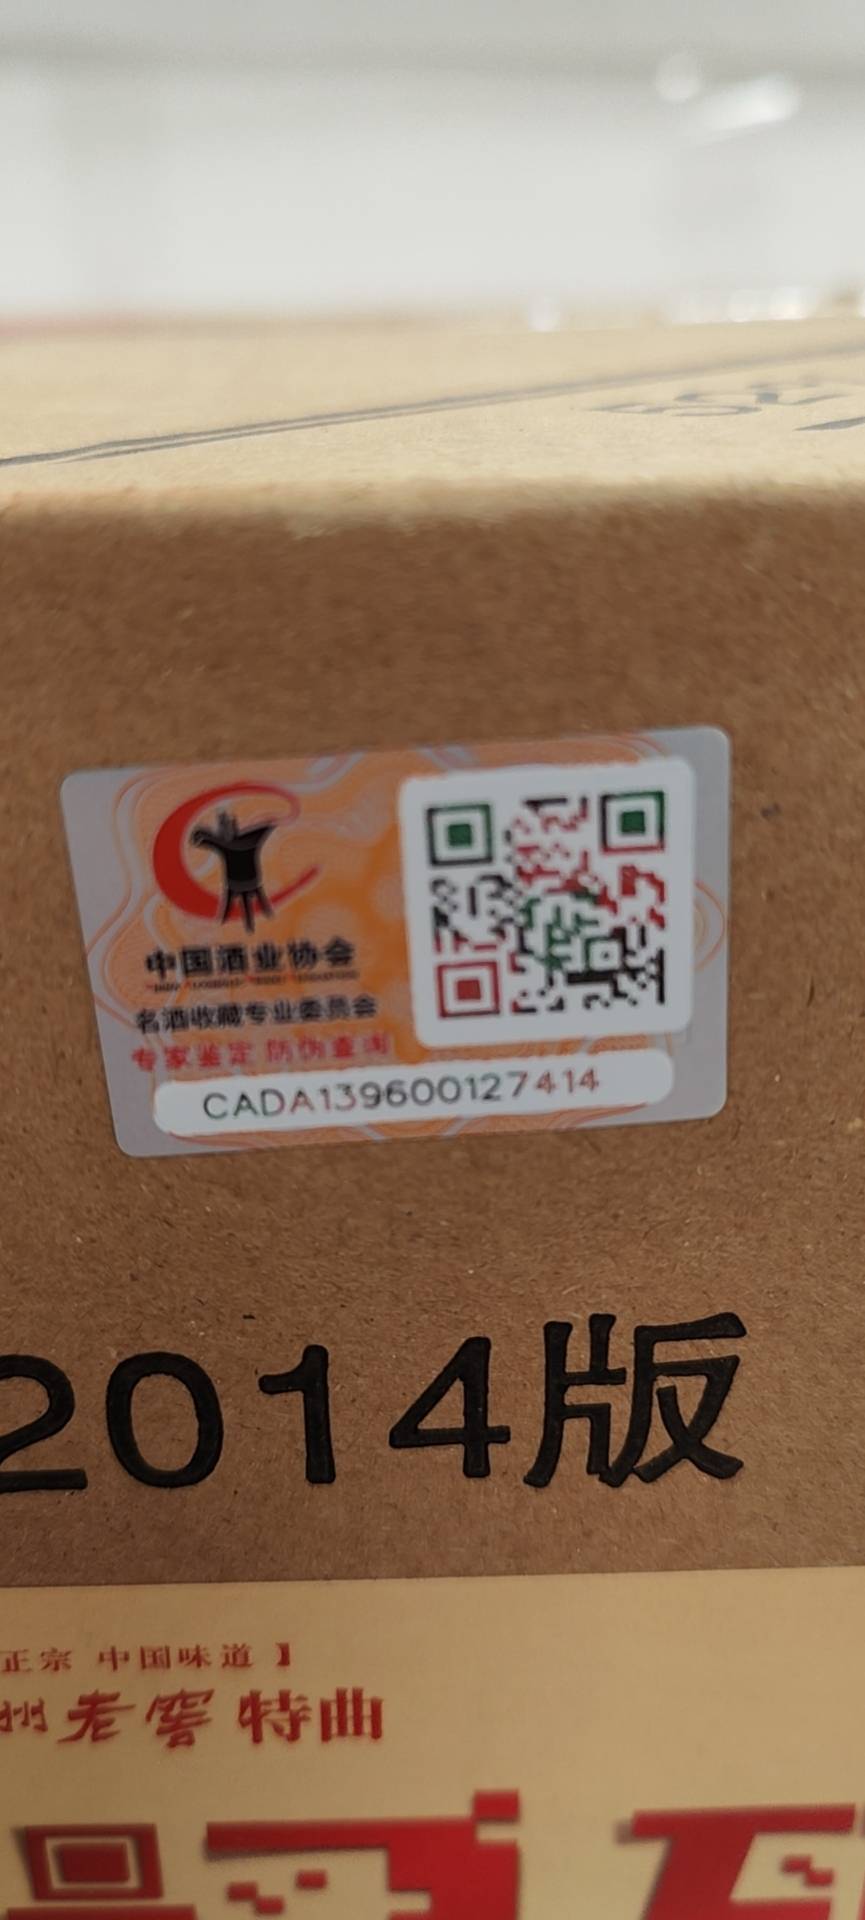 中国酒业协会
名酒收藏专业委员会
专家鉴定 防伪查询
CADA139600127414
2014版
正宗 中国味道】
州老窖 特曲